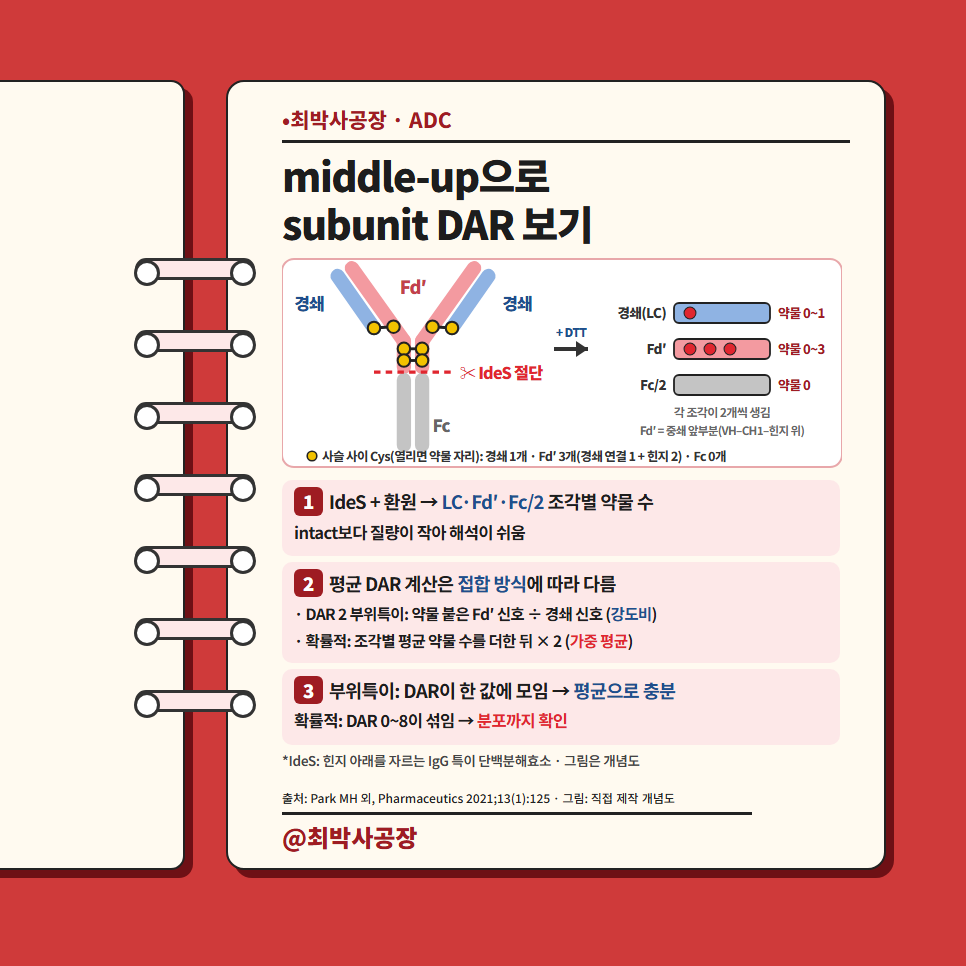 •최박사공장 · ADC
middle-up으로
subunit DAR 보기
경쇄
Fd′
경쇄
✂ IdeS 절단
Fc
+ DTT
경쇄(LC) 약물 0~1
Fd′ 약물 0~3
Fc/2 약물 0
각 조각이 2개씩 생김
Fd′ = 중쇄 앞부분(VH–CH1–힌지 위)
사슬 사이 Cys(열리면 약물 자리): 경쇄 1개 · Fd′ 3개(경쇄 연결 1 + 힌지 2) · Fc 0개
1 IdeS + 환원 → LC·Fd′·Fc/2 조각별 약물 수
intact보다 질량이 작아 해석이 쉬움
2 평균 DAR 계산은 접합 방식에 따라 다름
· DAR 2 부위특이: 약물 붙은 Fd′ 신호 ÷ 경쇄 신호 (강도비)
· 확률적: 조각별 평균 약물 수를 더한 뒤 × 2 (가중 평균)
3 부위특이: DAR이 한 값에 모임 → 평균으로 충분
확률적: DAR 0~8이 섞임 → 분포까지 확인
*IdeS: 힌지 아래를 자르는 IgG 특이 단백분해효소 · 그림은 개념도
출처: Park MH 외, Pharmaceutics 2021;13(1):125 · 그림: 직접 제작 개념도
@최박사공장